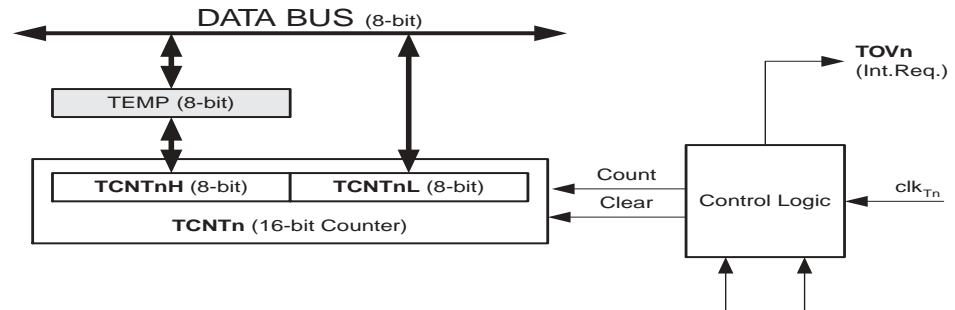 DATA BUS (8-bit)
TOVn
(Int.Req.)
TEMP (8-bit)
TCNTnH (8-bit) TCNTnL (8-bit)
TCNTn (16-bit Counter)
Count
Clear
Control Logic
clkTn